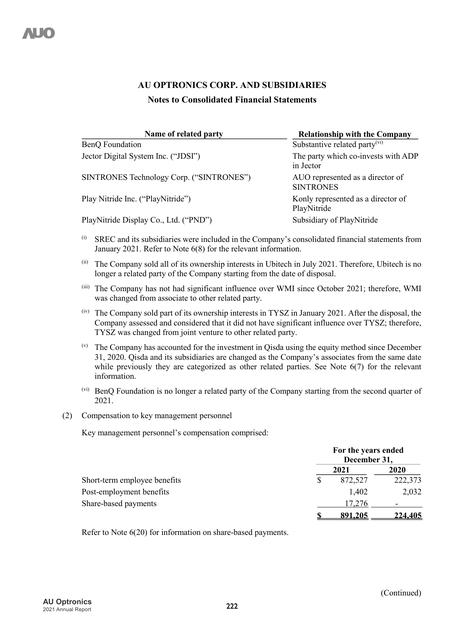 AUO
AU OPTRONICS CORP. AND SUBSIDIARIES
Notes to Consolidated Financial Statements
Name of related party Relationship with the Company
BenQ Foundation Substantive related party(vi)
Jector Digital System Inc. (“JDSI”) The party which co-invests with ADP
in Jector
SINTRONES Technology Corp. (“SINTRONES”) AUO represented as a director of
SINTRONES
Play Nitride Inc. (“PlayNitride”) Konly represented as a director of
PlayNitride
PlayNitride Display Co., Ltd. (“PND”) Subsidiary of PlayNitride
(i) SREC and its subsidiaries were included in the Company’s consolidated financial statements from
January 2021. Refer to Note 6(8) for the relevant information.
(ii) The Company sold all of its ownership interests in Ubitech in July 2021. Therefore, Ubitech is no
longer a related party of the Company starting from the date of disposal.
(iii) The Company has not had significant influence over WMI since October 2021; therefore, WMI
was changed from associate to other related party.
(iv) The Company sold part of its ownership interests in TYSZ in January 2021. After the disposal, the
Company assessed and considered that it did not have significant influence over TYSZ; therefore,
TYSZ was changed from joint venture to other related party.
(v) The Company has accounted for the investment in Qisda using the equity method since December
31, 2020. Qisda and its subsidiaries are changed as the Company’s associates from the same date
while previously they are categorized as other related parties. See Note 6(7) for the relevant
information.
(vi) BenQ Foundation is no longer a related party of the Company starting from the second quarter of
2021.
(2) Compensation to key management personnel
Key management personnel’s compensation comprised:
For the years ended
December 31,
2021 2020
Short-term employee benefits $ 872,527 222,373
Post-employment benefits 1,402 2,032
Share-based payments 17,276 -
$ 891,205 224,405
Refer to Note 6(20) for information on share-based payments.
(Continued)
AU Optronics
2021 Annual Report
222